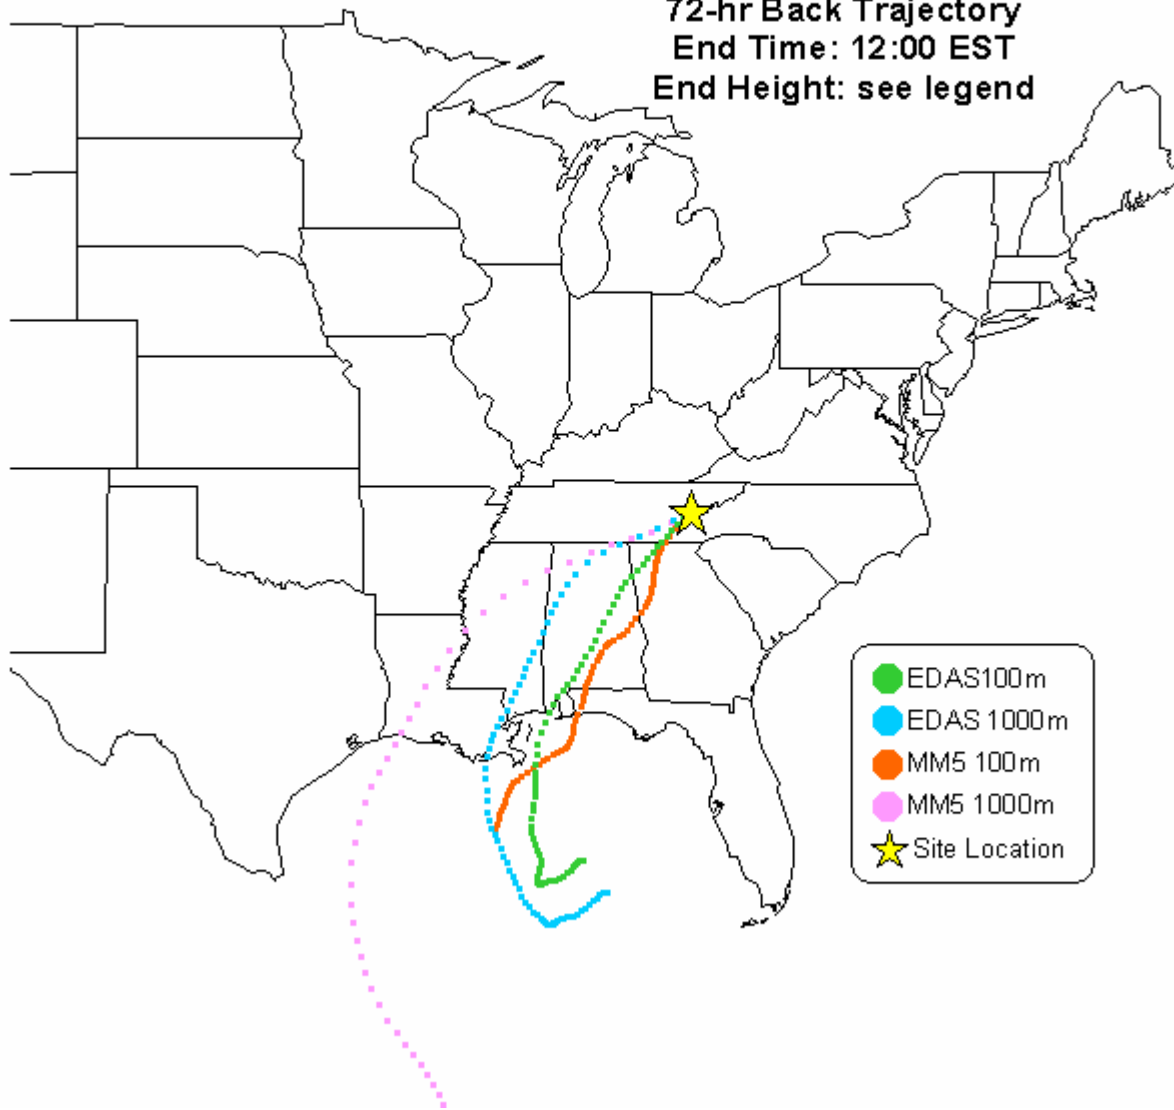 72-hr Back Trajectory
End Time: 12:00 EST
End Height: see legend
EDAS100m
EDAS 1000m
MM5 100m
MM5 1000m
Site Location